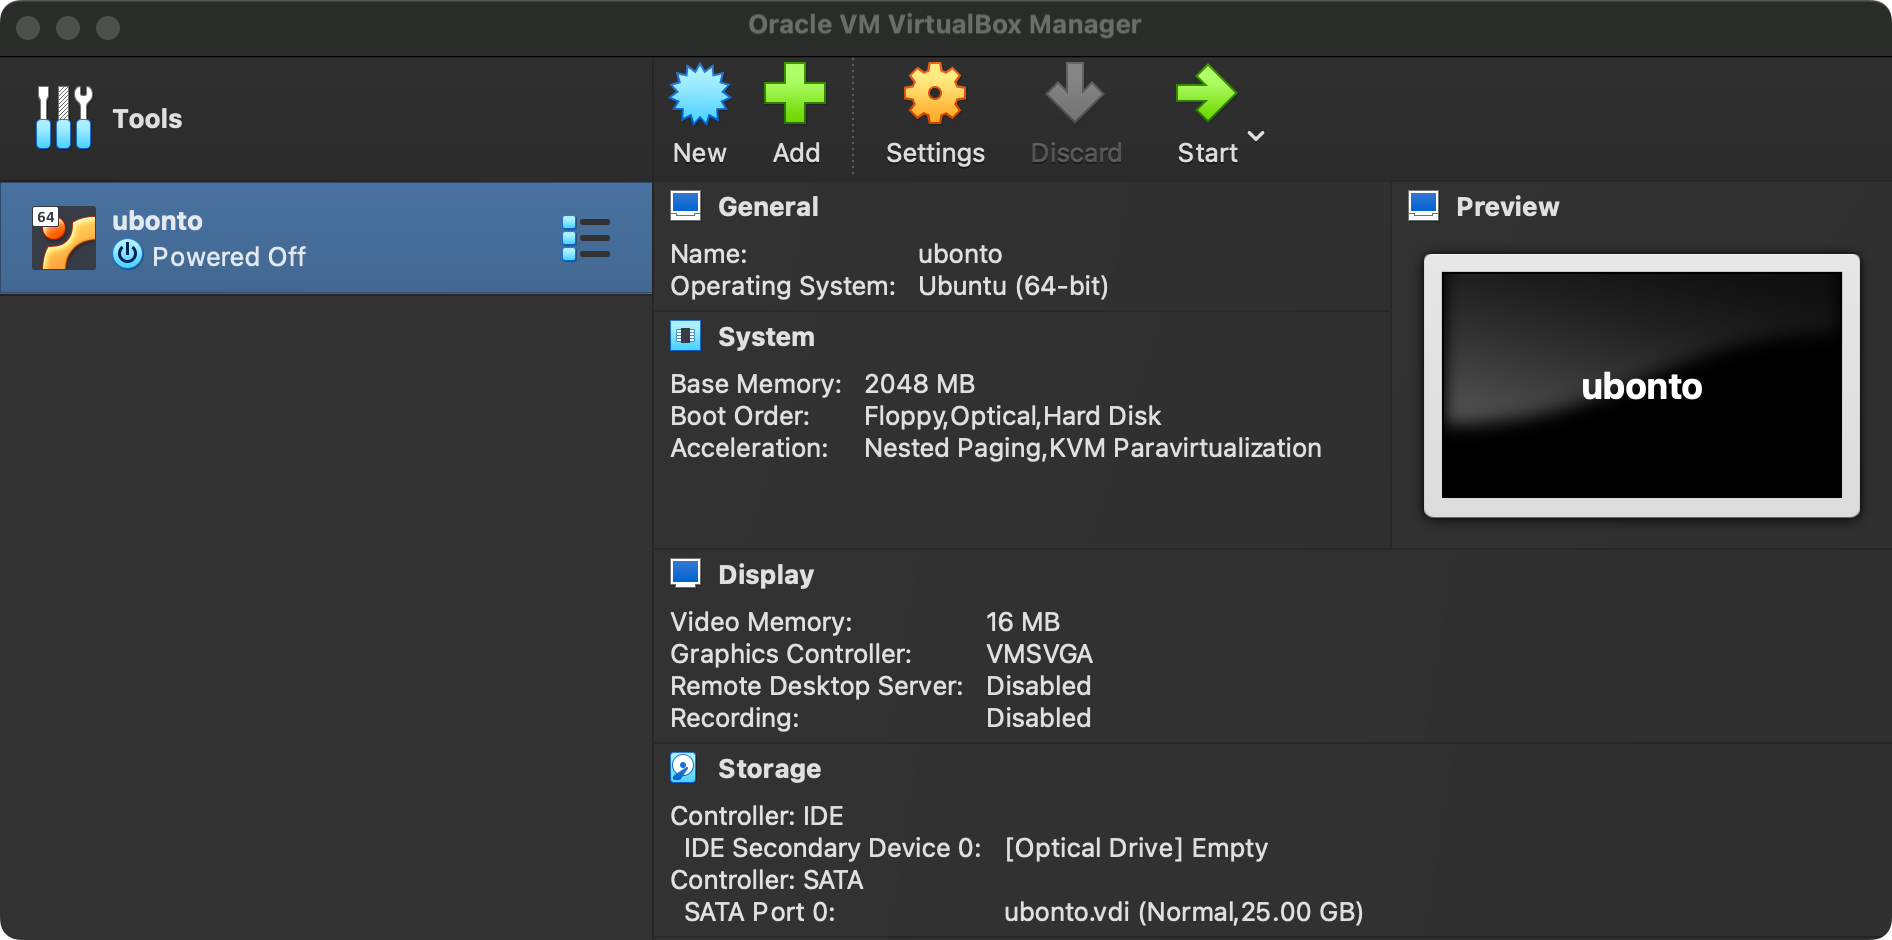 Oracle VM VirtualBox Manager
Tools
New
Add
Settings
Discard
Start
64
ubonto
Powered Off
General
Name: ubonto
Operating System: Ubuntu (64-bit)
Preview
ubonto
System
Base Memory: 2048 MB
Boot Order: Floppy,Optical,Hard Disk
Acceleration: Nested Paging,KVM Paravirtualization
Display
Video Memory: 16 MB
Graphics Controller: VMSVGA
Remote Desktop Server: Disabled
Recording: Disabled
Storage
Controller: IDE
IDE Secondary Device 0: [Optical Drive] Empty
Controller: SATA
SATA Port 0: ubonto.vdi (Normal,25.00 GB)